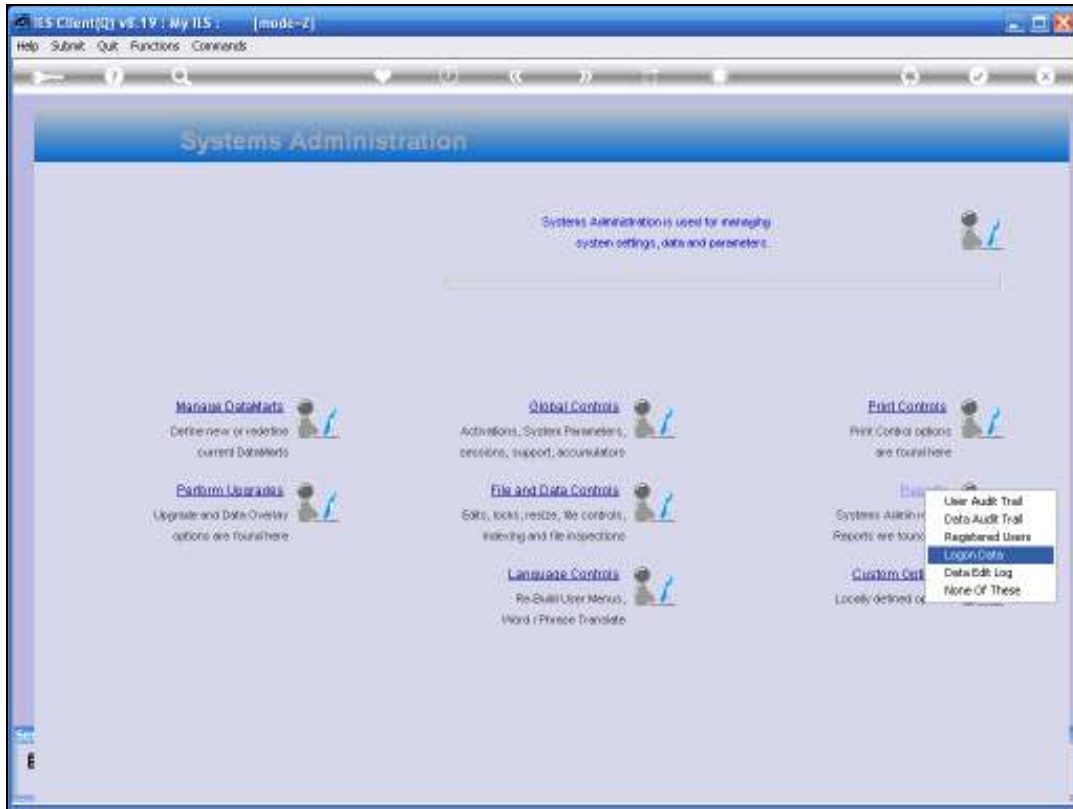 IES Client(Q) v8.19 : My IES : [mode=2]
Help Submit Quit Functions Commands
Systems Administration
Systems Administration is used for managing
system settings, data and parameters.
Manage DataMarts
Define new or redefine
current DataMarts
Global Controls
Activations, System Parameters,
sessions, support, accumulators
Print Controls
Print Control options
are found here
Perform Upgrades
Upgrade and Data Overlay
options are found here
File and Data Controls
Edits, locks, resize, file controls,
indexing and file inspections
Reports
Systems Admin
Reports are found
User Audit Trail
Data Audit Trail
Registered Users
Logon Data
Data Edit Log
None Of These
Language Controls
Re-Build User Menus,
Word / Phrase Translate
Custom Opt
Locally defined op